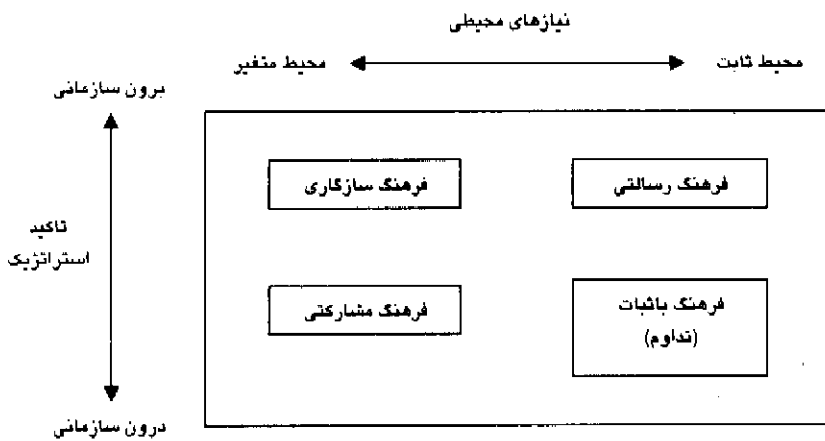 نیازهای محیطی
محیط ثابت
محیط متغیر
برون سازمانی
فرهنگ رسالتی
فرهنگ سازگاری
تاکید
استراتژیک
فرهنگ باثبات
(تداوم)
فرهنگ مشارکتی
درون سازمانی